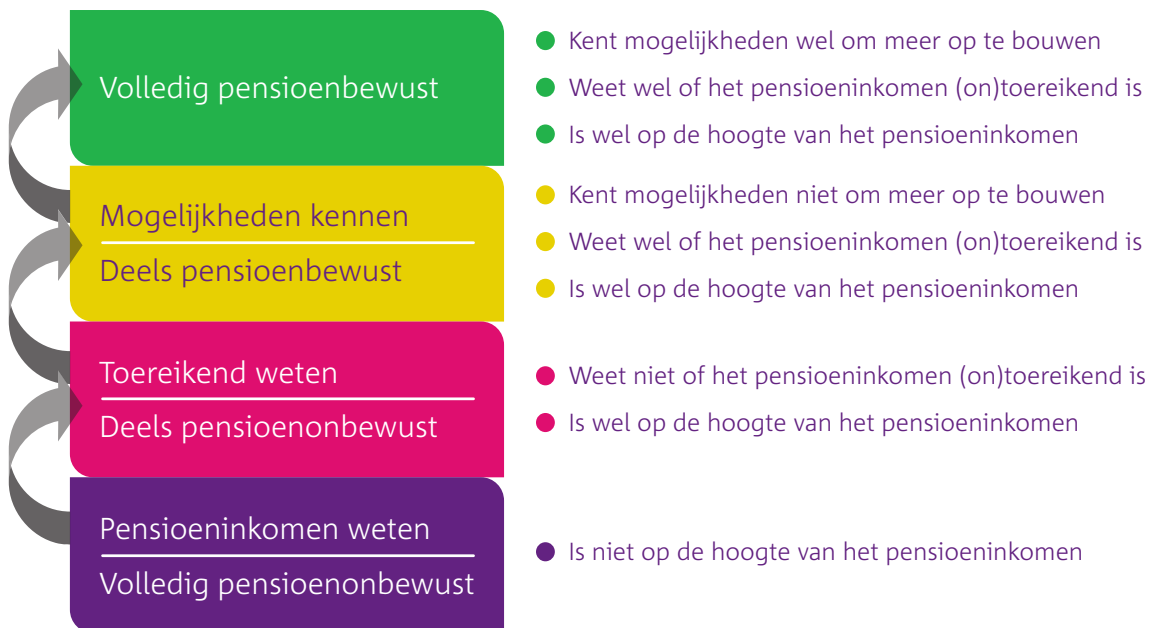 Volledig pensioenbewust
Kent mogelijkheden wel om meer op te bouwen
Weet wel of het pensioeninkomen (on)toereikend is
Is wel op de hoogte van het pensioeninkomen
Mogelijkheden kennen
Deels pensioenbewust
Kent mogelijkheden niet om meer op te bouwen
Weet wel of het pensioeninkomen (on)toereikend is
Is wel op de hoogte van het pensioeninkomen
Toereikend weten
Deels pensioenonbewust
Weet niet of het pensioeninkomen (on)toereikend is
Is wel op de hoogte van het pensioeninkomen
Pensioeninkomen weten
Volledig pensioenonbewust
Is niet op de hoogte van het pensioeninkomen